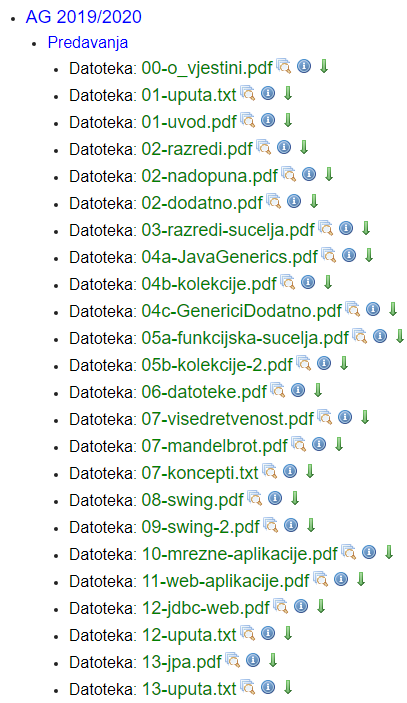 AG 2019/2020
Predavanja
Datoteka: 00-o_vjestini.pdf
Datoteka: 01-uputa.txt
Datoteka: 01-uvod.pdf
Datoteka: 02-razredi.pdf
Datoteka: 02-nadopuna.pdf
Datoteka: 02-dodatno.pdf
Datoteka: 03-razredi-sucelja.pdf
Datoteka: 04a-JavaGenerics.pdf
Datoteka: 04b-kolekcije.pdf
Datoteka: 04c-GenericiDodatno.pdf
Datoteka: 05a-funkcijska-sucelja.pdf
Datoteka: 05b-kolekcije-2.pdf
Datoteka: 06-datoteke.pdf
Datoteka: 07-visedretvenost.pdf
Datoteka: 07-mandelbrot.pdf
Datoteka: 07-koncepti.txt
Datoteka: 08-swing.pdf
Datoteka: 09-swing-2.pdf
Datoteka: 10-mrezne-aplikacije.pdf
Datoteka: 11-web-aplikacije.pdf
Datoteka: 12-jdbc-web.pdf
Datoteka: 12-uputa.txt
Datoteka: 13-jpa.pdf
Datoteka: 13-uputa.txt